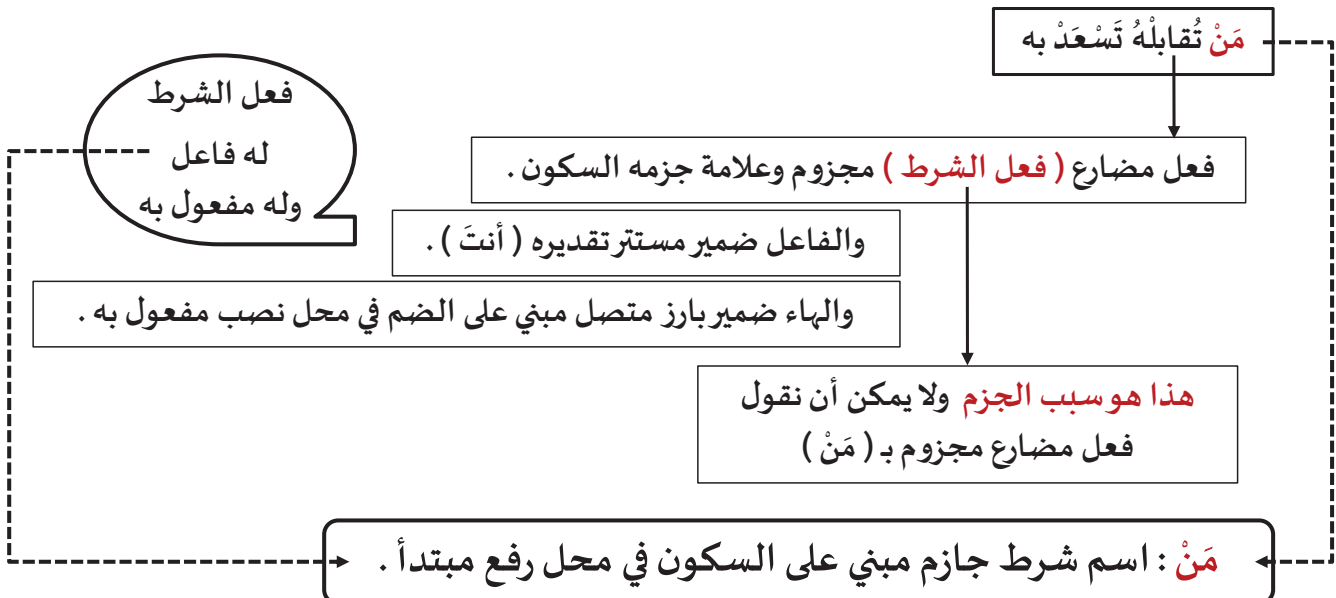 مَنْ تُقابلْهُ تَسْعَدْ به
فعل الشرط
له فاعل
وله مفعول به
فعل مضارع ( فعل الشرط ) مجزوم وعلامة جزمه السكون .
والفاعل ضمير مستتر تقديره ( أنتَ ) .
والهاء ضمير بارز متصل مبني على الضم في محل نصب مفعول به .
هذا هو سبب الجزم ولا يمكن أن نقول
فعل مضارع مجزوم بـ ( مَنْ )
مَنْ : اسم شرط جازم مبني على السكون في محل رفع مبتدأ .